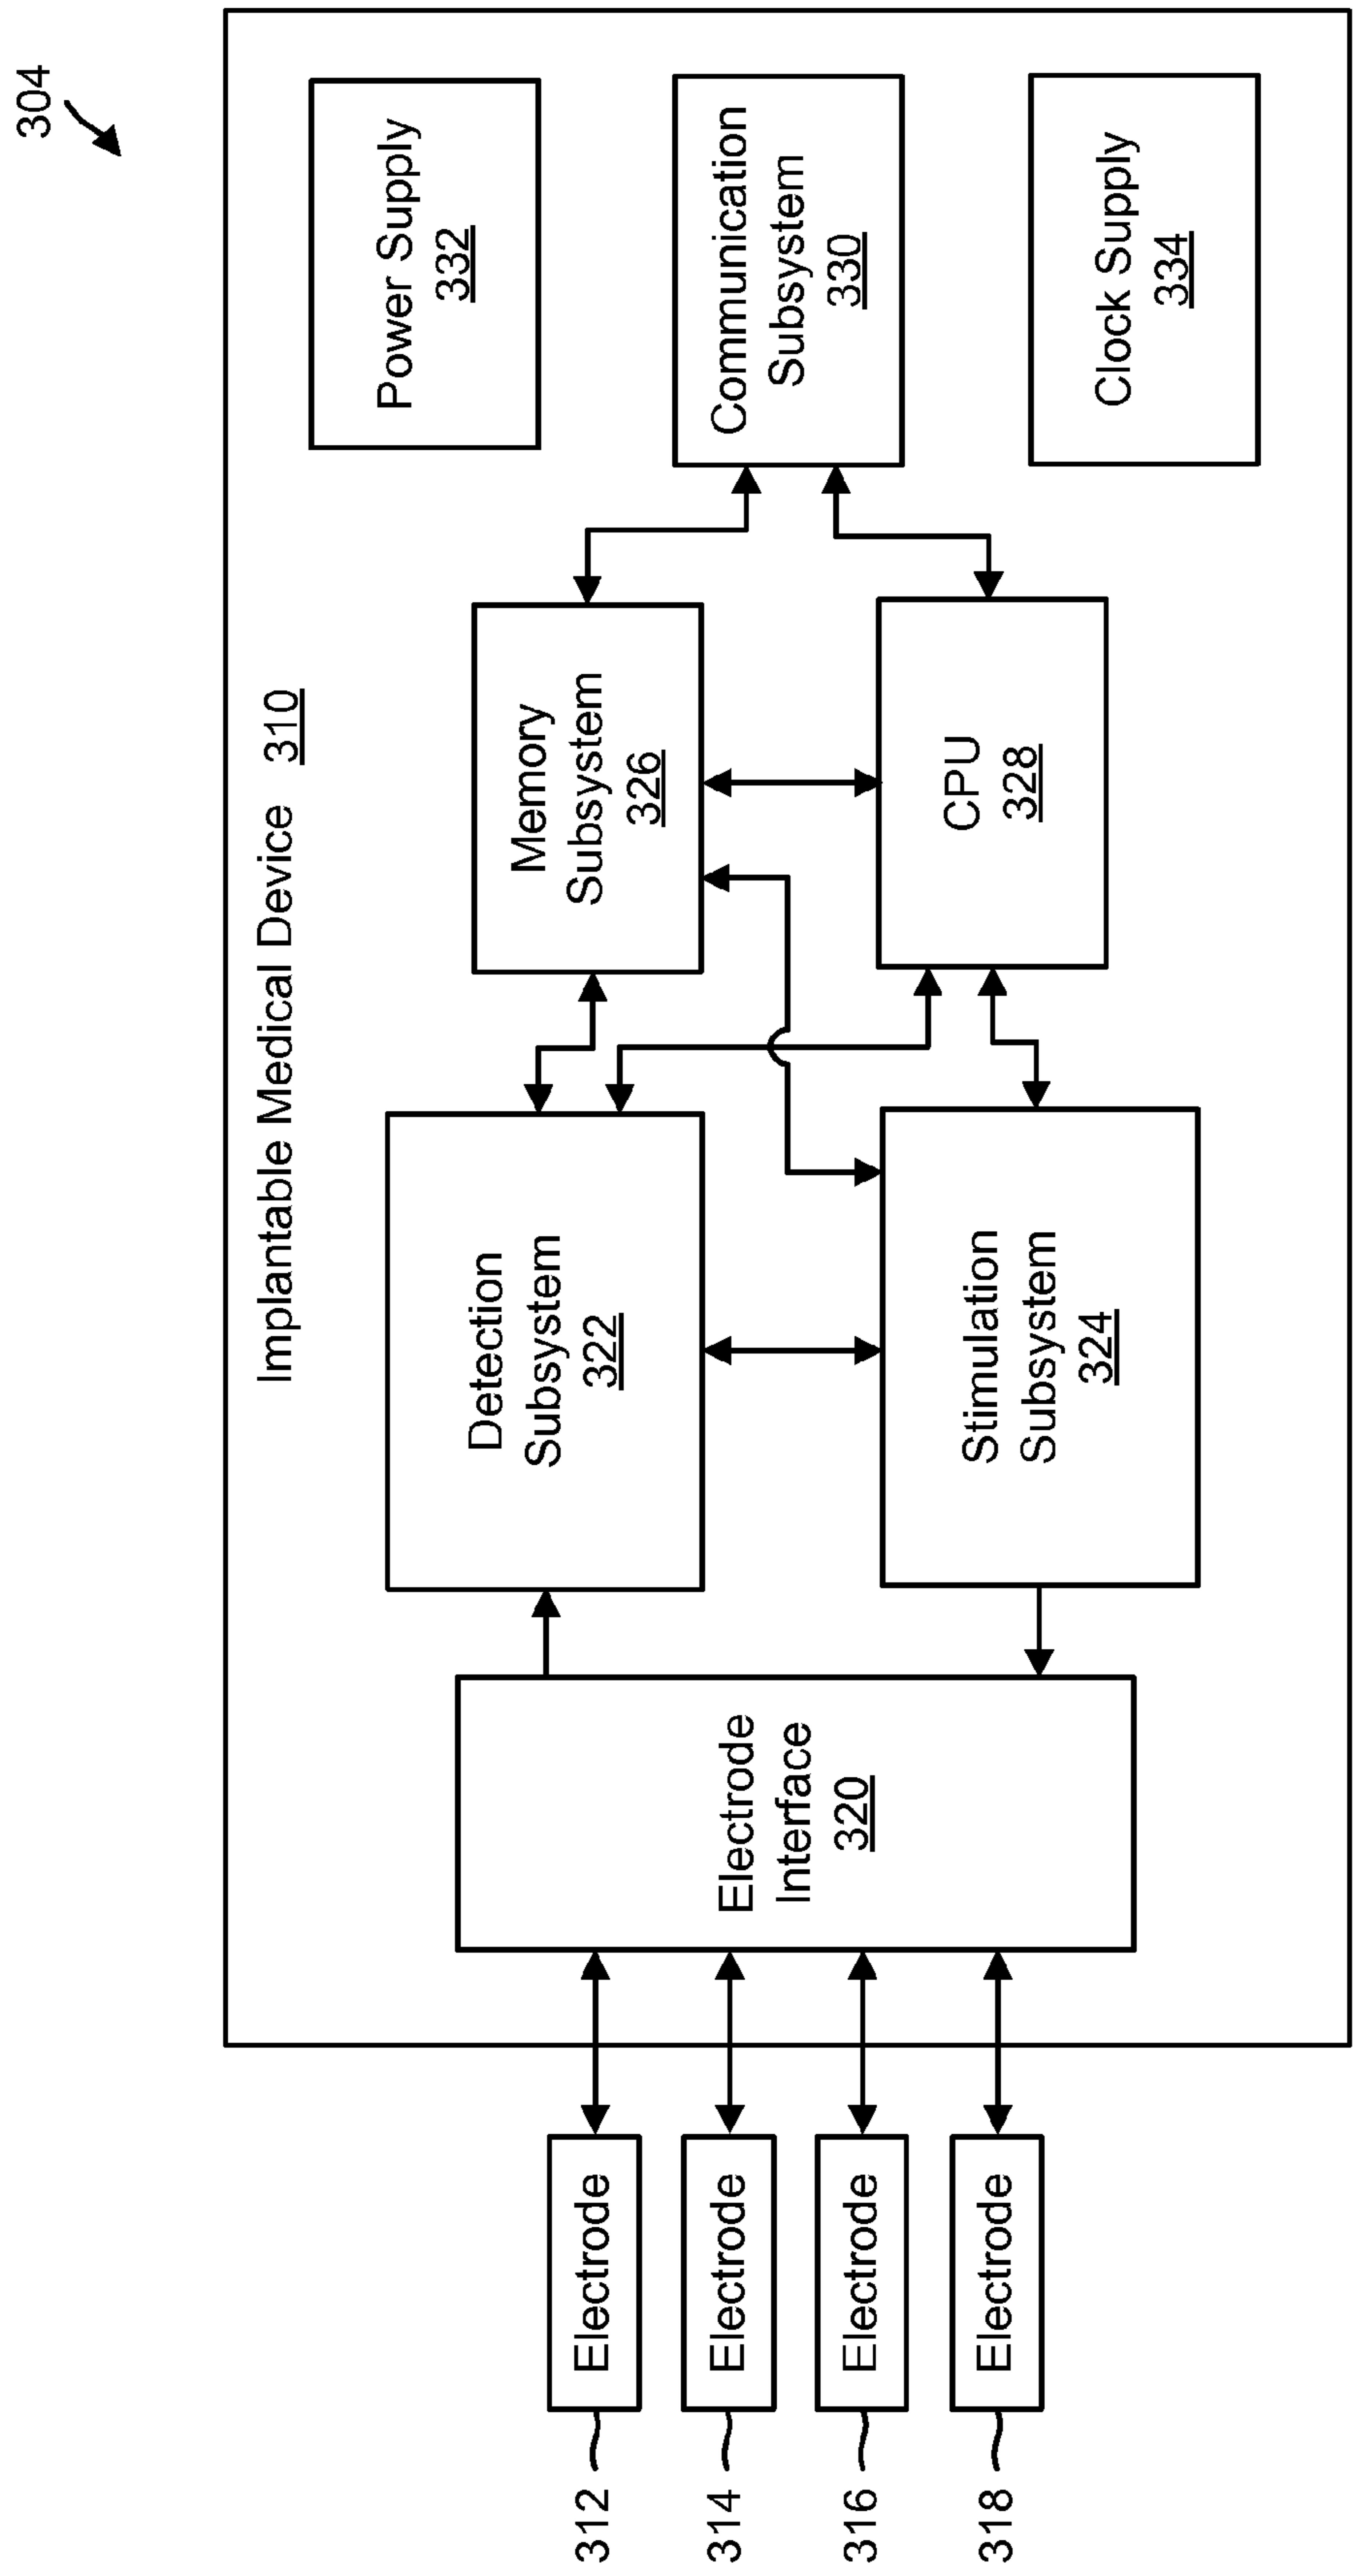 304
Implantable Medical Device 310
Power Supply
332
Communication
Subsystem
330
Clock Supply
334
Memory
Subsystem
326
CPU
328
Detection
Subsystem
322
Stimulation
Subsystem
324
Electrode
Interface
320
Electrode
312
Electrode
314
Electrode
316
Electrode
318